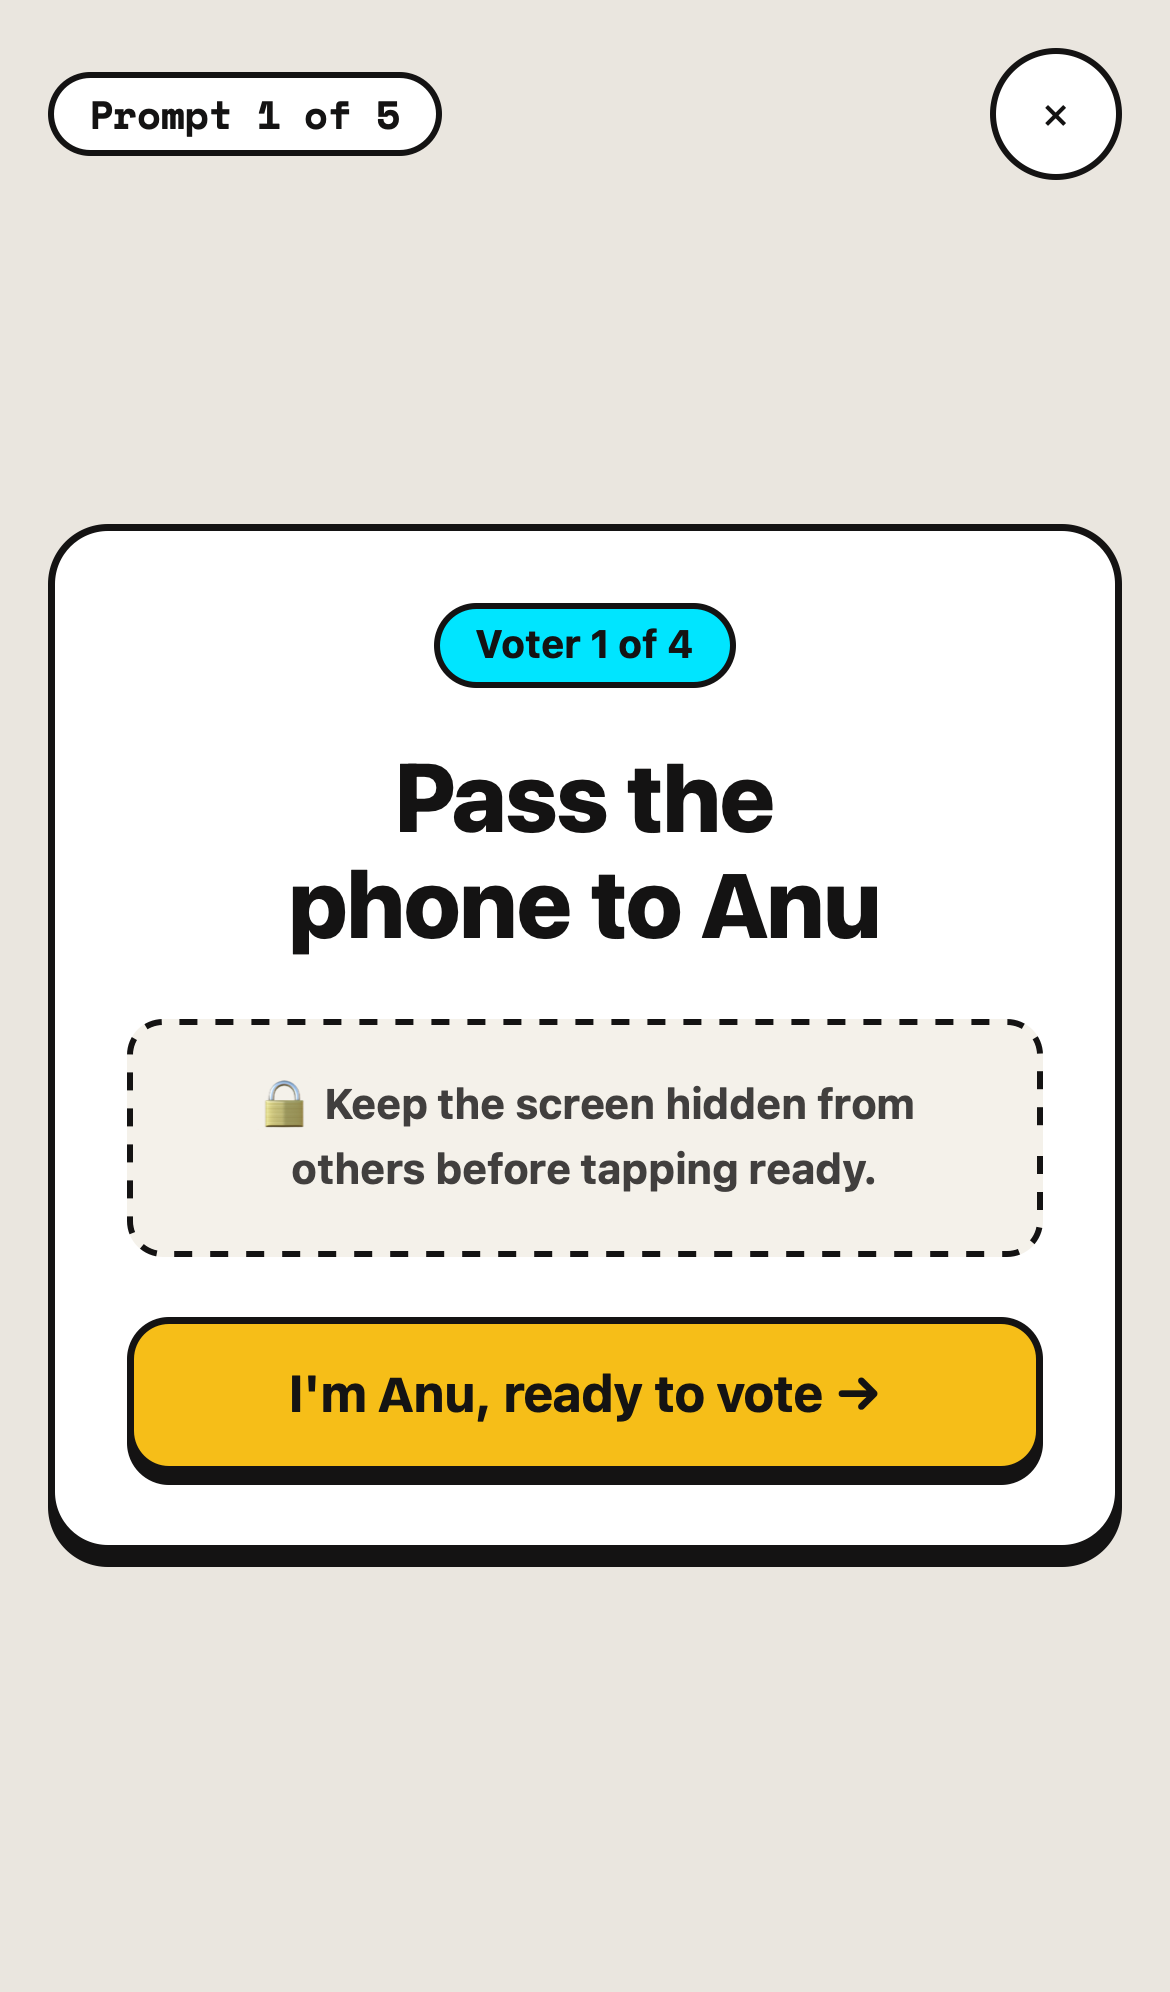 Prompt 1 of 5
×
Voter 1 of 4
Pass the
phone to Anu
🔒 Keep the screen hidden from
others before tapping ready.
I'm Anu, ready to vote →